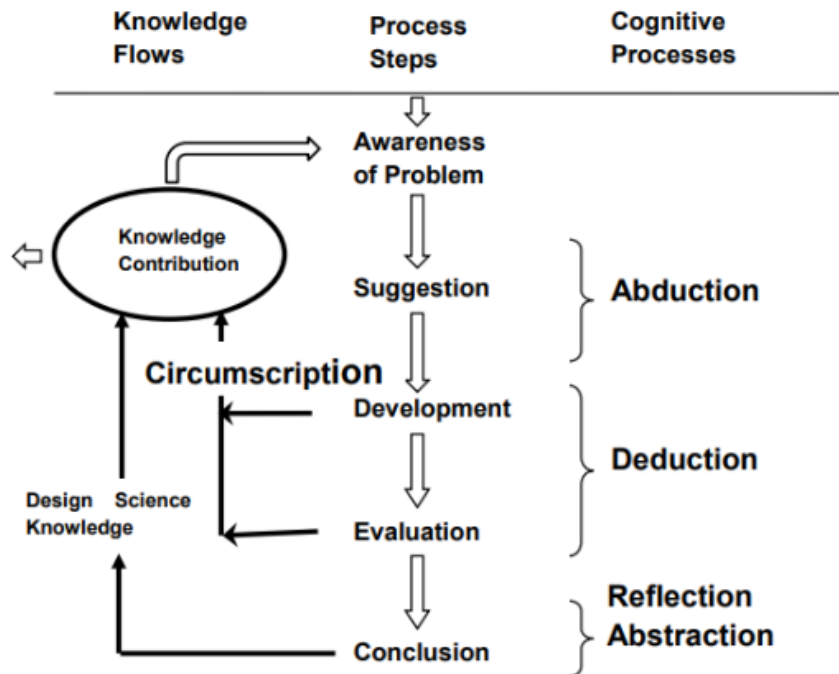 Knowledge
Flows
Process
Steps
Cognitive
Processes
Awareness
of Problem
Knowledge
Contribution
Suggestion
Abduction
Circumscription
Development
Deduction
Design Science
Knowledge
Evaluation
Reflection
Abstraction
Conclusion